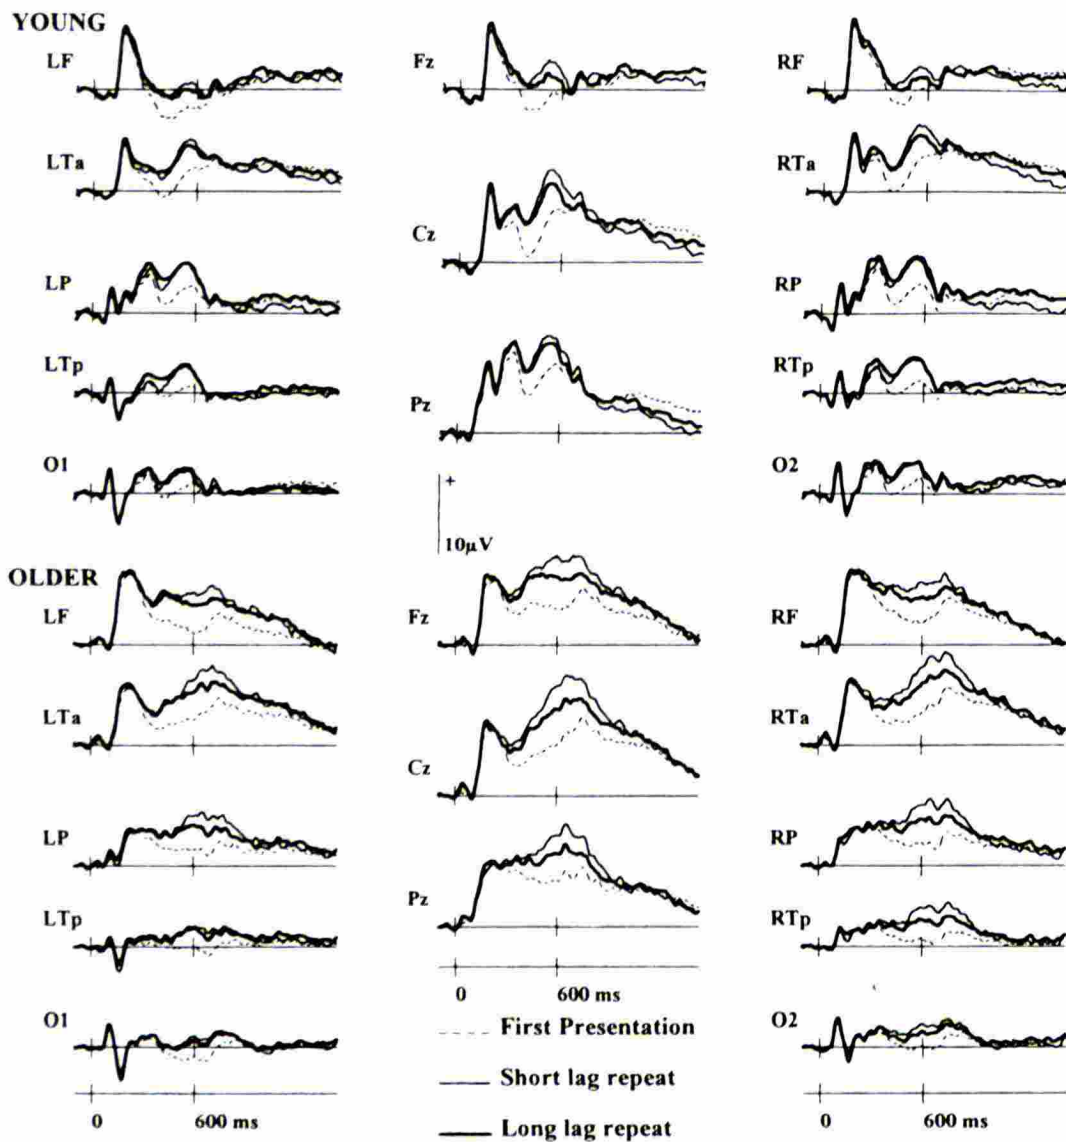 YOUNG
LF Fz RF
LTa RTa
Cz
LP RP
LTp Pz RTp
O1 O2
+
10μV
OLDER
LF Fz RF
LTa RTa
Cz
LP RP
Pz
LTp RTp
0 600 ms
O1 First Presentation O2
Short lag repeat
0 600 ms 0 600 ms
Long lag repeat